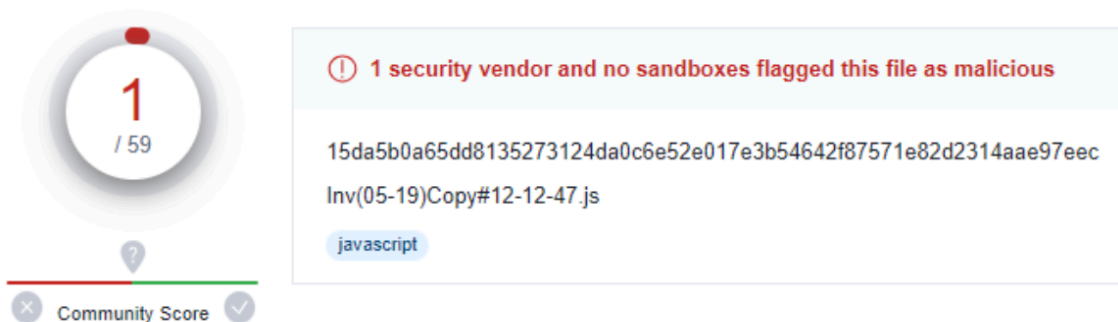 1
/ 59
?
Community Score
1 security vendor and no sandboxes flagged this file as malicious
15da5b0a65dd8135273124da0c6e52e017e3b54642f87571e82d2314aae97eec
Inv(05-19)Copy#12-12-47.js
javascript